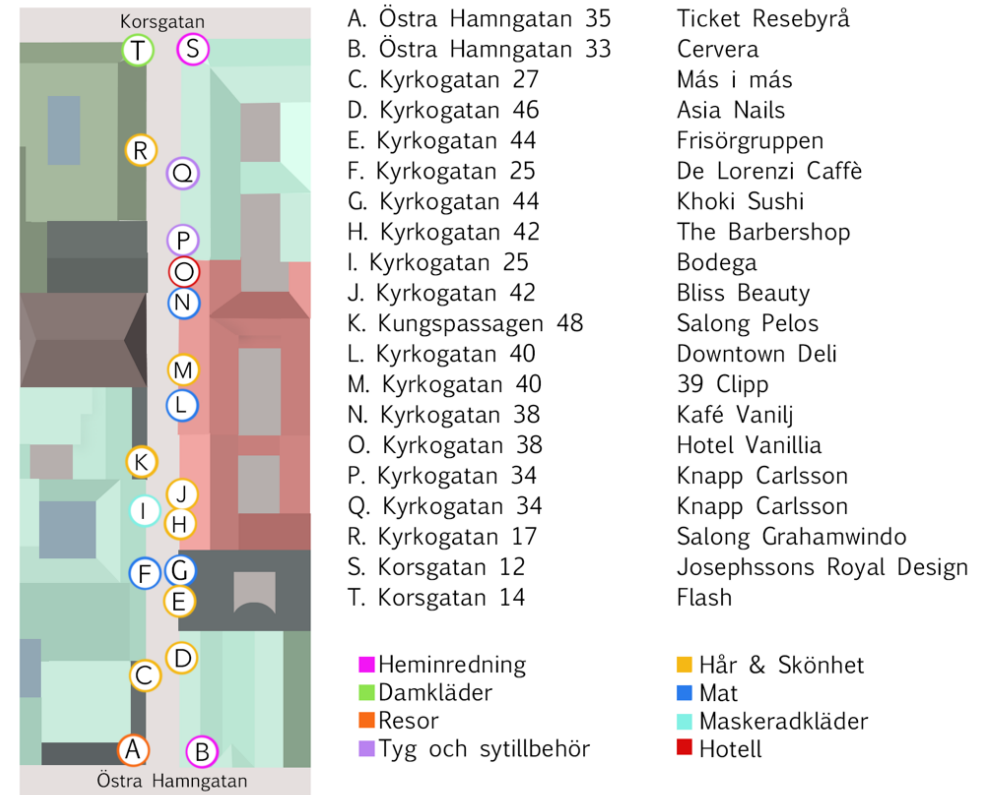 Korsgatan
T
S
R
Q
P
O
N
M
L
K
J
I
H
F
G
E
D
C
A
B
Östra Hamngatan
A. Östra Hamngatan 35 Ticket Resebyrå
B. Östra Hamngatan 33 Cervera
C. Kyrkogatan 27 Más i más
D. Kyrkogatan 46 Asia Nails
E. Kyrkogatan 44 Frisörgruppen
F. Kyrkogatan 25 De Lorenzi Caffè
G. Kyrkogatan 44 Khoki Sushi
H. Kyrkogatan 42 The Barbershop
I. Kyrkogatan 25 Bodega
J. Kyrkogatan 42 Bliss Beauty
K. Kungspassagen 48 Salong Pelos
L. Kyrkogatan 40 Downtown Deli
M. Kyrkogatan 40 39 Clipp
N. Kyrkogatan 38 Kafé Vanilj
O. Kyrkogatan 38 Hotel Vanillia
P. Kyrkogatan 34 Knapp Carlsson
Q. Kyrkogatan 34 Knapp Carlsson
R. Kyrkogatan 17 Salong Grahamwindo
S. Korsgatan 12 Josephssons Royal Design
T. Korsgatan 14 Flash
Heminredning
Damkläder
Resor
Tyg och sytillbehör
Hår & Skönhet
Mat
Maskeradkläder
Hotell